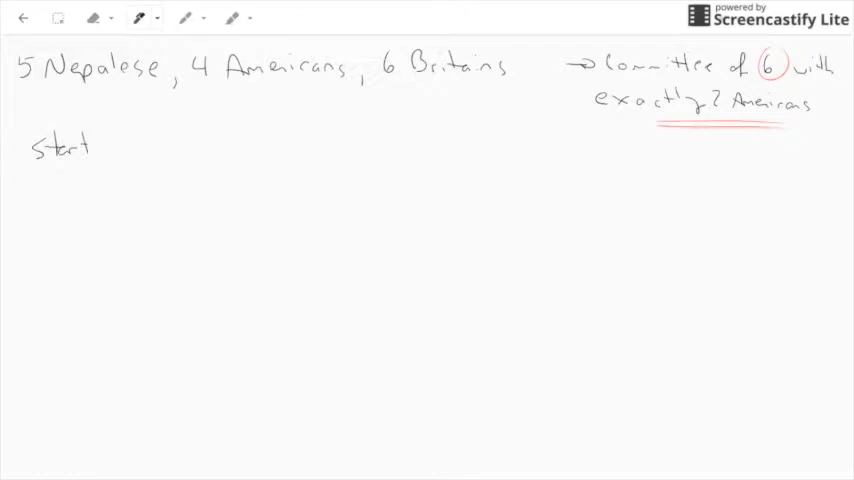 powered by
Screencastify Lite
5 Nepalese, 4 Americans, 6 Britains
→ Committee of 6 with
exactly 2 Americans
start